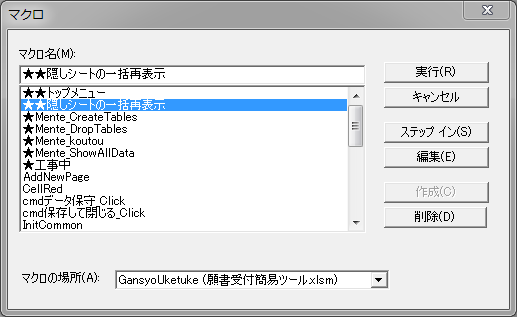 マクロ
マクロ名(M):
★★隠しシートの一括再表示
★★トップメニュー
★★隠しシートの一括再表示
★Mente_CreateTables
★Mente_DropTables
★Mente_koutou
★Mente_ShowAllData
★工事中
AddNewPage
CellRed
cmdデータ保守_Click
cmd保存して閉じる_Click
InitCommon
実行(R)
キャンセル
ステップ イン(S)
編集(E)
作成(C)
削除(D)
マクロの場所(A):
GansyoUketuke (願書受付簡易ツール.xlsm)